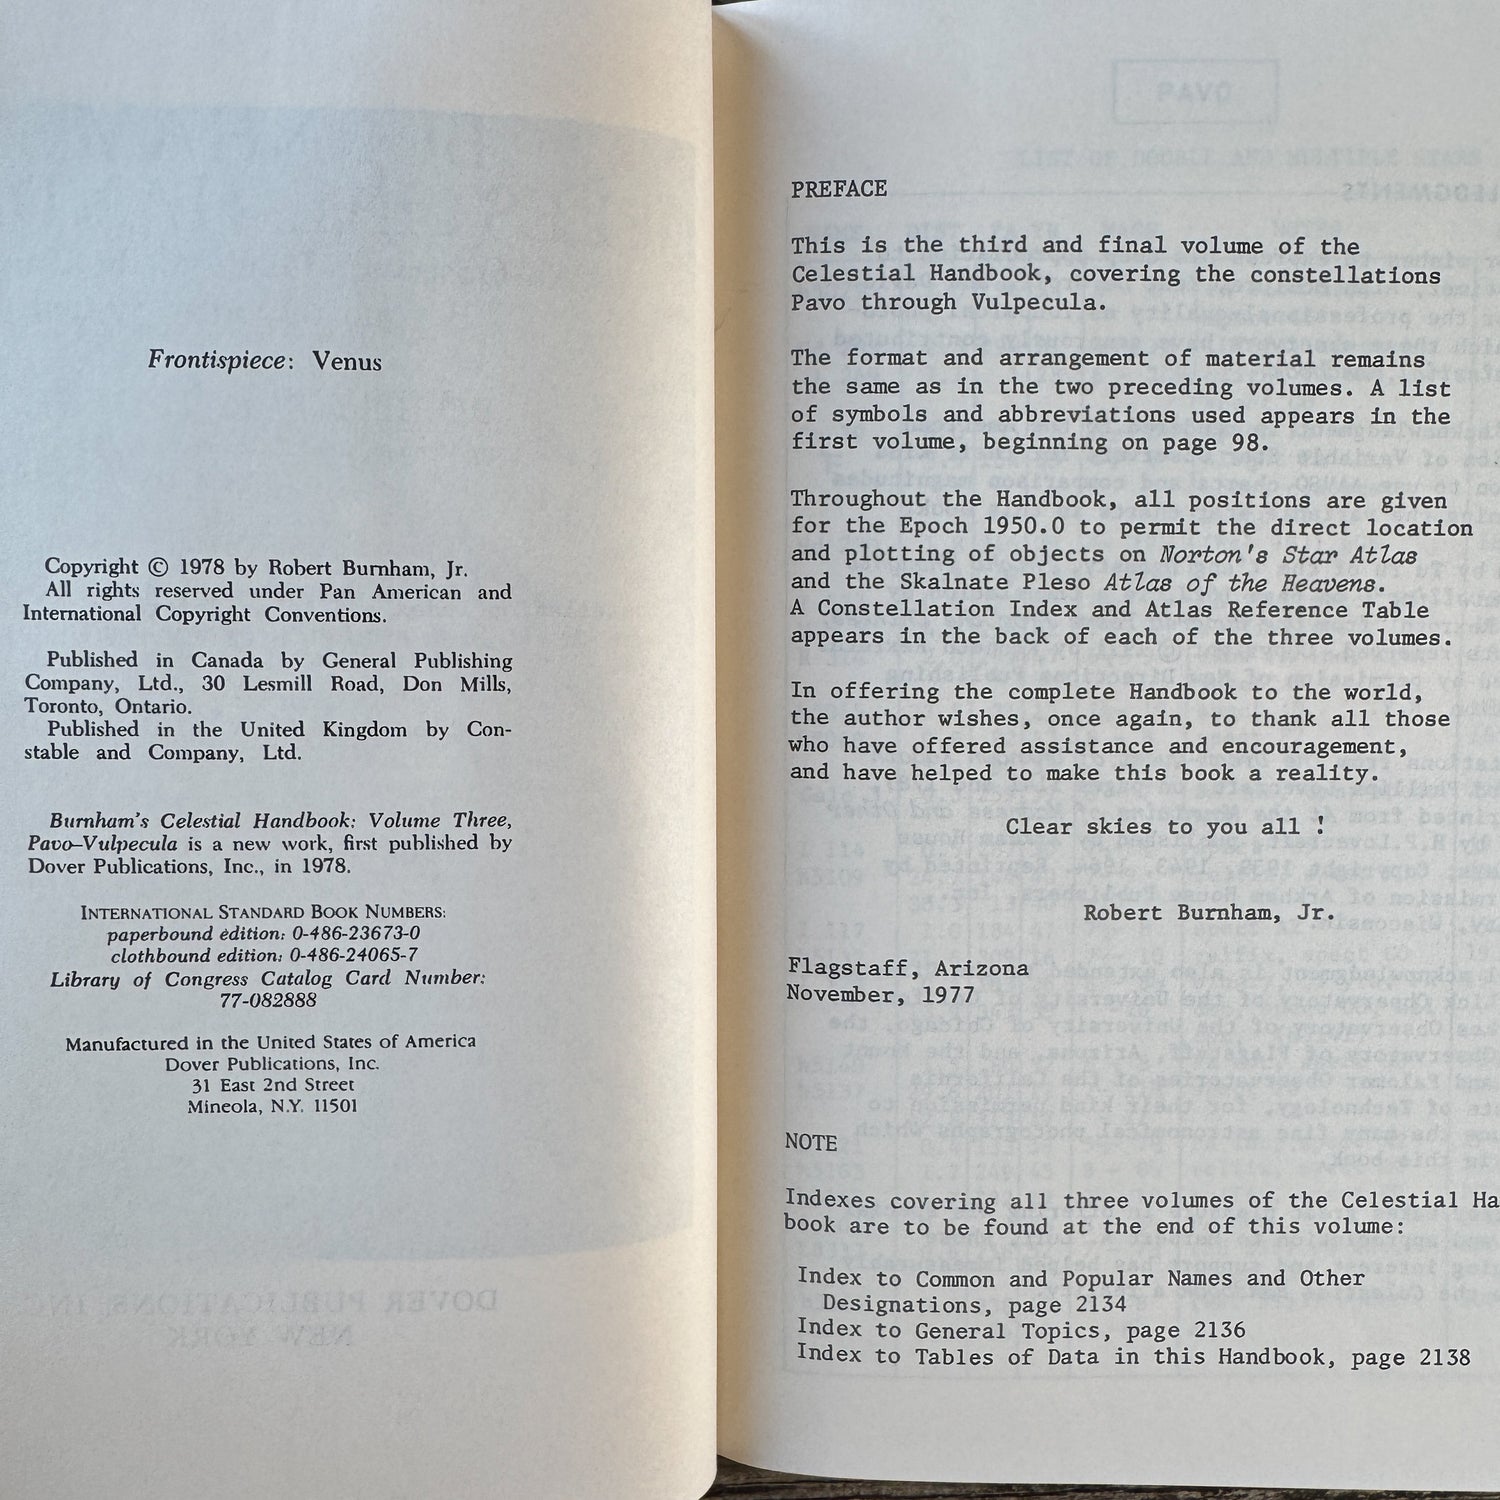 Frontispiece: Venus
Copyright © 1978 by Robert Burnham, Jr.
All rights reserved under Pan American and
International Copyright Conventions.
Published in Canada by General Publishing
Company, Ltd., 30 Lesmill Road, Don Mills,
Toronto, Ontario.
Published in the United Kingdom by Con-
stable and Company, Ltd.
Burnham's Celestial Handbook: Volume Three,
Pavo–Vulpecula is a new work, first published by
Dover Publications, Inc., in 1978.
INTERNATIONAL STANDARD BOOK NUMBERS:
paperbound edition: 0-486-23673-0
clothbound edition: 0-486-24065-7
Library of Congress Catalog Card Number:
77-082888
Manufactured in the United States of America
Dover Publications, Inc.
31 East 2nd Street
Mineola, N.Y. 11501
PREFACE
This is the third and final volume of the
Celestial Handbook, covering the constellations
Pavo through Vulpecula.
The format and arrangement of material remains
the same as in the two preceding volumes. A list
of symbols and abbreviations used appears in the
first volume, beginning on page 98.
Throughout the Handbook, all positions are given
for the Epoch 1950.0 to permit the direct location
and plotting of objects on Norton's Star Atlas
and the Skalnate Pleso Atlas of the Heavens.
A Constellation Index and Atlas Reference Table
appears in the back of each of the three volumes.
In offering the complete Handbook to the world,
the author wishes, once again, to thank all those
who have offered assistance and encouragement,
and have helped to make this book a reality.
Clear skies to you all !
Robert Burnham, Jr.
Flagstaff, Arizona
November, 1977
NOTE
Indexes covering all three volumes of the Celestial Ha
book are to be found at the end of this volume:
Index to Common and Popular Names and Other
Designations, page 2134
Index to General Topics, page 2136
Index to Tables of Data in this Handbook, page 2138